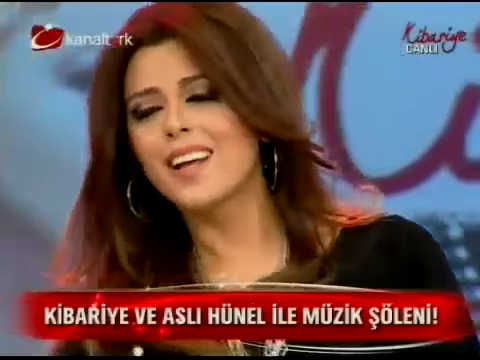 kanaltürk
Kibariye
CANLI
KİBARİYE VE ASLI HÜNEL İLE MÜZİK ŞÖLENİ!